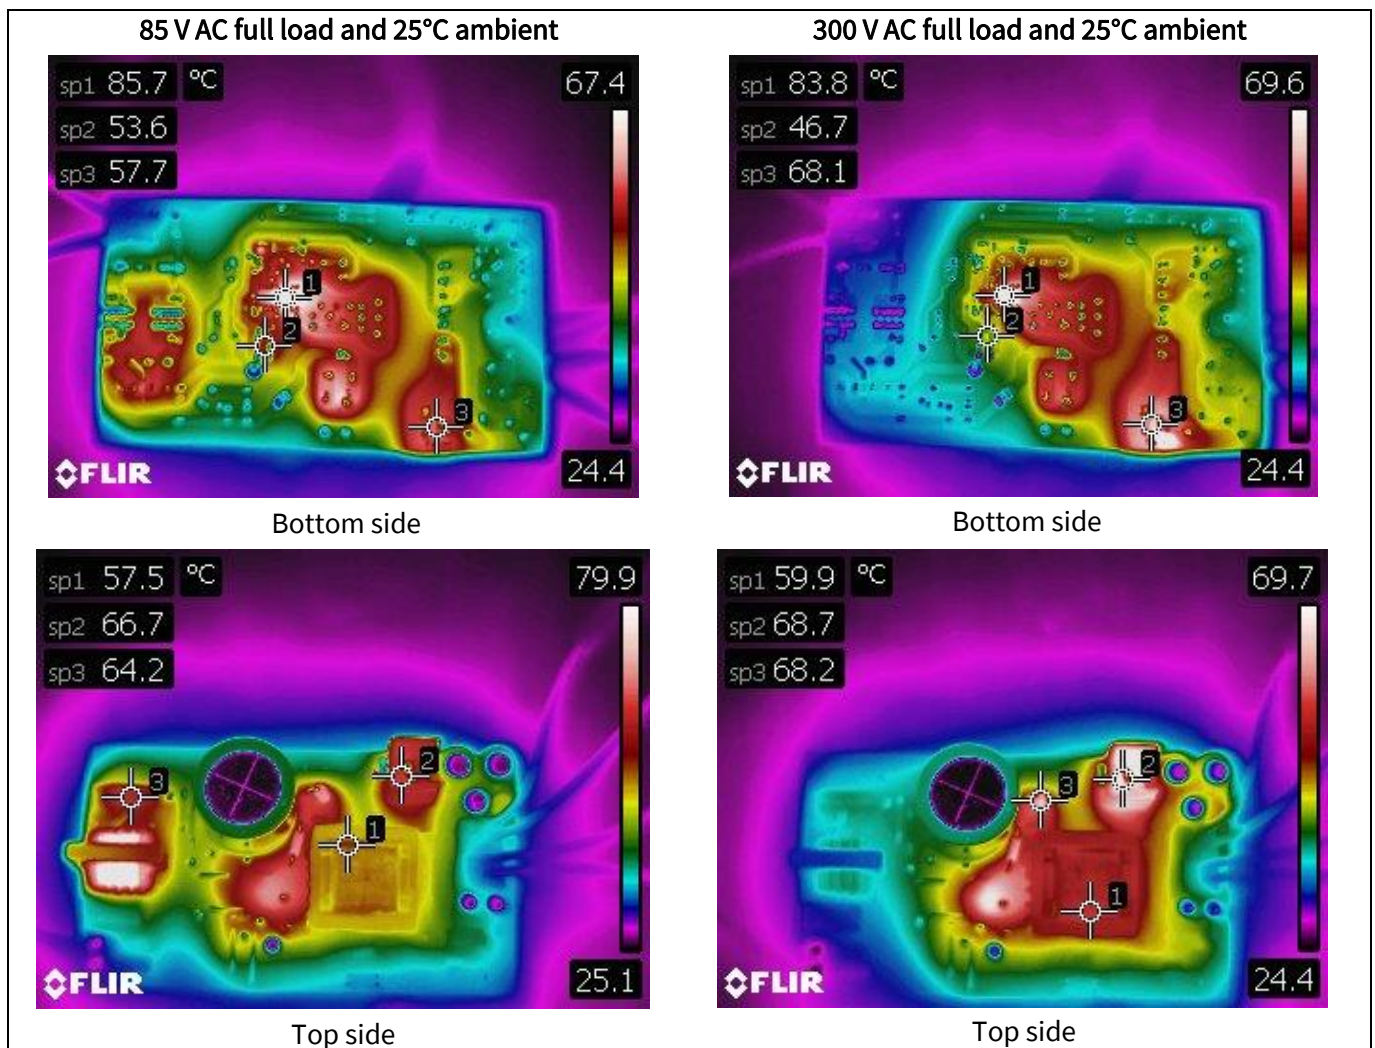 85 V AC full load and 25°C ambient
300 V AC full load and 25°C ambient
sp1 85.7 °C
67.4
sp2 53.6
sp3 57.7
1
2
3
FLIR
24.4
Bottom side
sp1 83.8 °C
69.6
sp2 46.7
sp3 68.1
1
2
3
FLIR
24.4
Bottom side
sp1 57.5 °C
79.9
sp2 66.7
sp3 64.2
2
3
1
FLIR
25.1
Top side
sp1 59.9 °C
69.7
sp2 68.7
sp3 68.2
2
3
1
FLIR
24.4
Top side